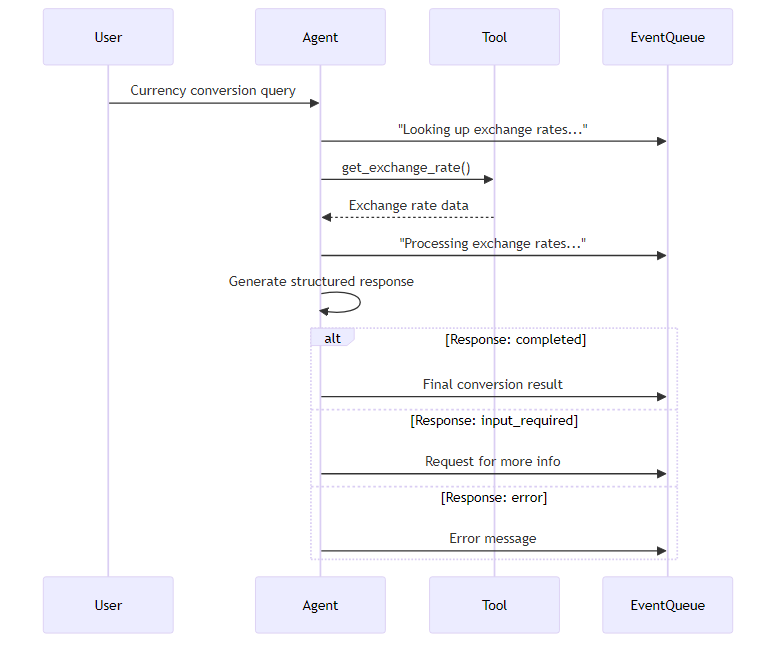 User
Agent
Tool
EventQueue
Currency conversion query
"Looking up exchange rates..."
get_exchange_rate()
Exchange rate data
"Processing exchange rates..."
Generate structured response
alt
[Response: completed]
Final conversion result
[Response: input_required]
Request for more info
[Response: error]
Error message
User
Agent
Tool
EventQueue